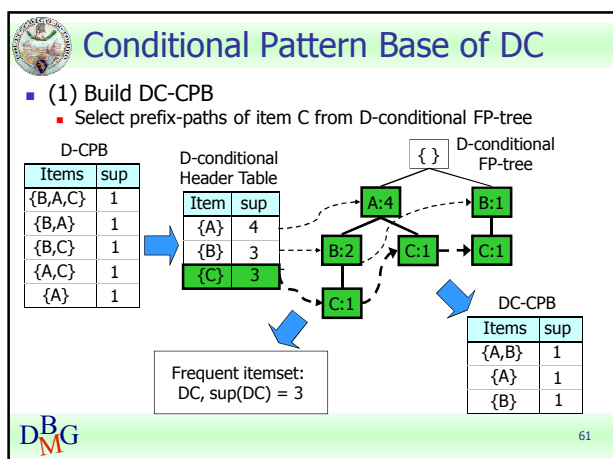 Conditional Pattern Base of DC
(1) Build DC-CPB
Select prefix-paths of item C from D-conditional FP-tree
D-CPB
Items sup
{B,A,C} 1
{B,A} 1
{B,C} 1
{A,C} 1
{A} 1
D-conditional
Header Table
Item sup
{A} 4
{B} 3
{C} 3
D-conditional
FP-tree
{ }
A:4 B:1
B:2 C:1 C:1
C:1
Frequent itemset:
DC, sup(DC) = 3
DC-CPB
Items sup
{A,B} 1
{A} 1
{B} 1
DBMG
61